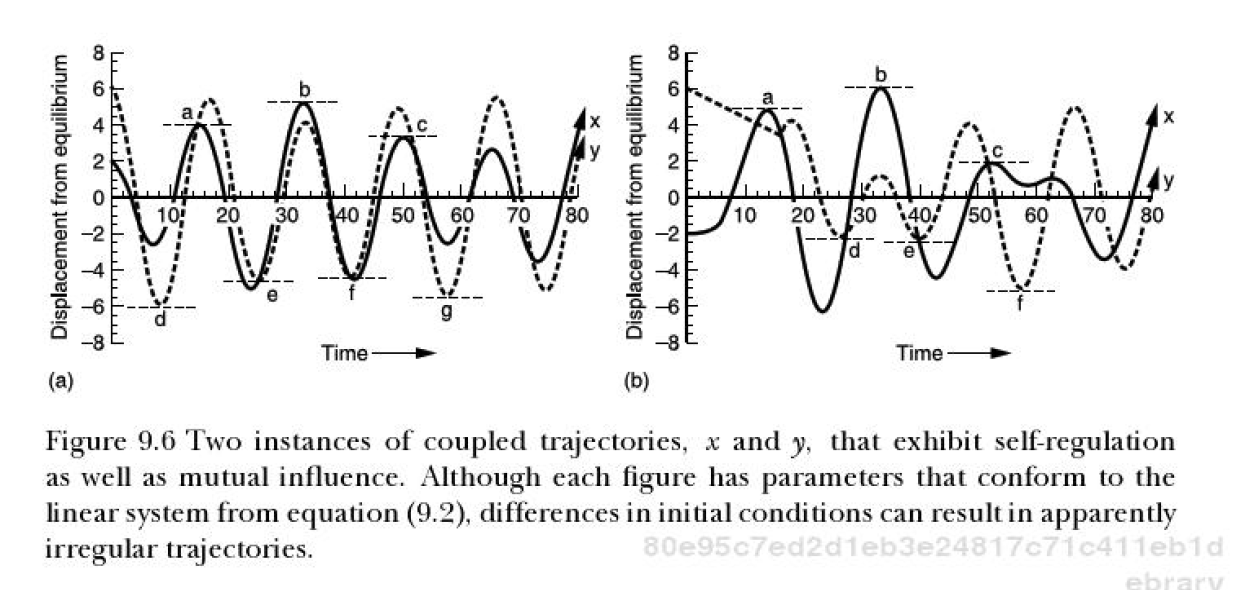 Displacement from equilibrium
8
6
4
2
0
−2
−4
−6
−8
10 20 30 40 50 60 70 80
a
b
c
d
e
f
g
x
y
Time
(a)
Displacement from equilibrium
8
6
4
2
0
−2
−4
−6
−8
10 20 30 40 50 60 70 80
a
b
c
d
e
f
x
y
Time
(b)
Figure 9.6 Two instances of coupled trajectories, x and y, that exhibit self-regulation
as well as mutual influence. Although each figure has parameters that conform to the
linear system from equation (9.2), differences in initial conditions can result in apparently
irregular trajectories.
80e95c7ed2d1eb3e24817c71c411eb1d
ebrary